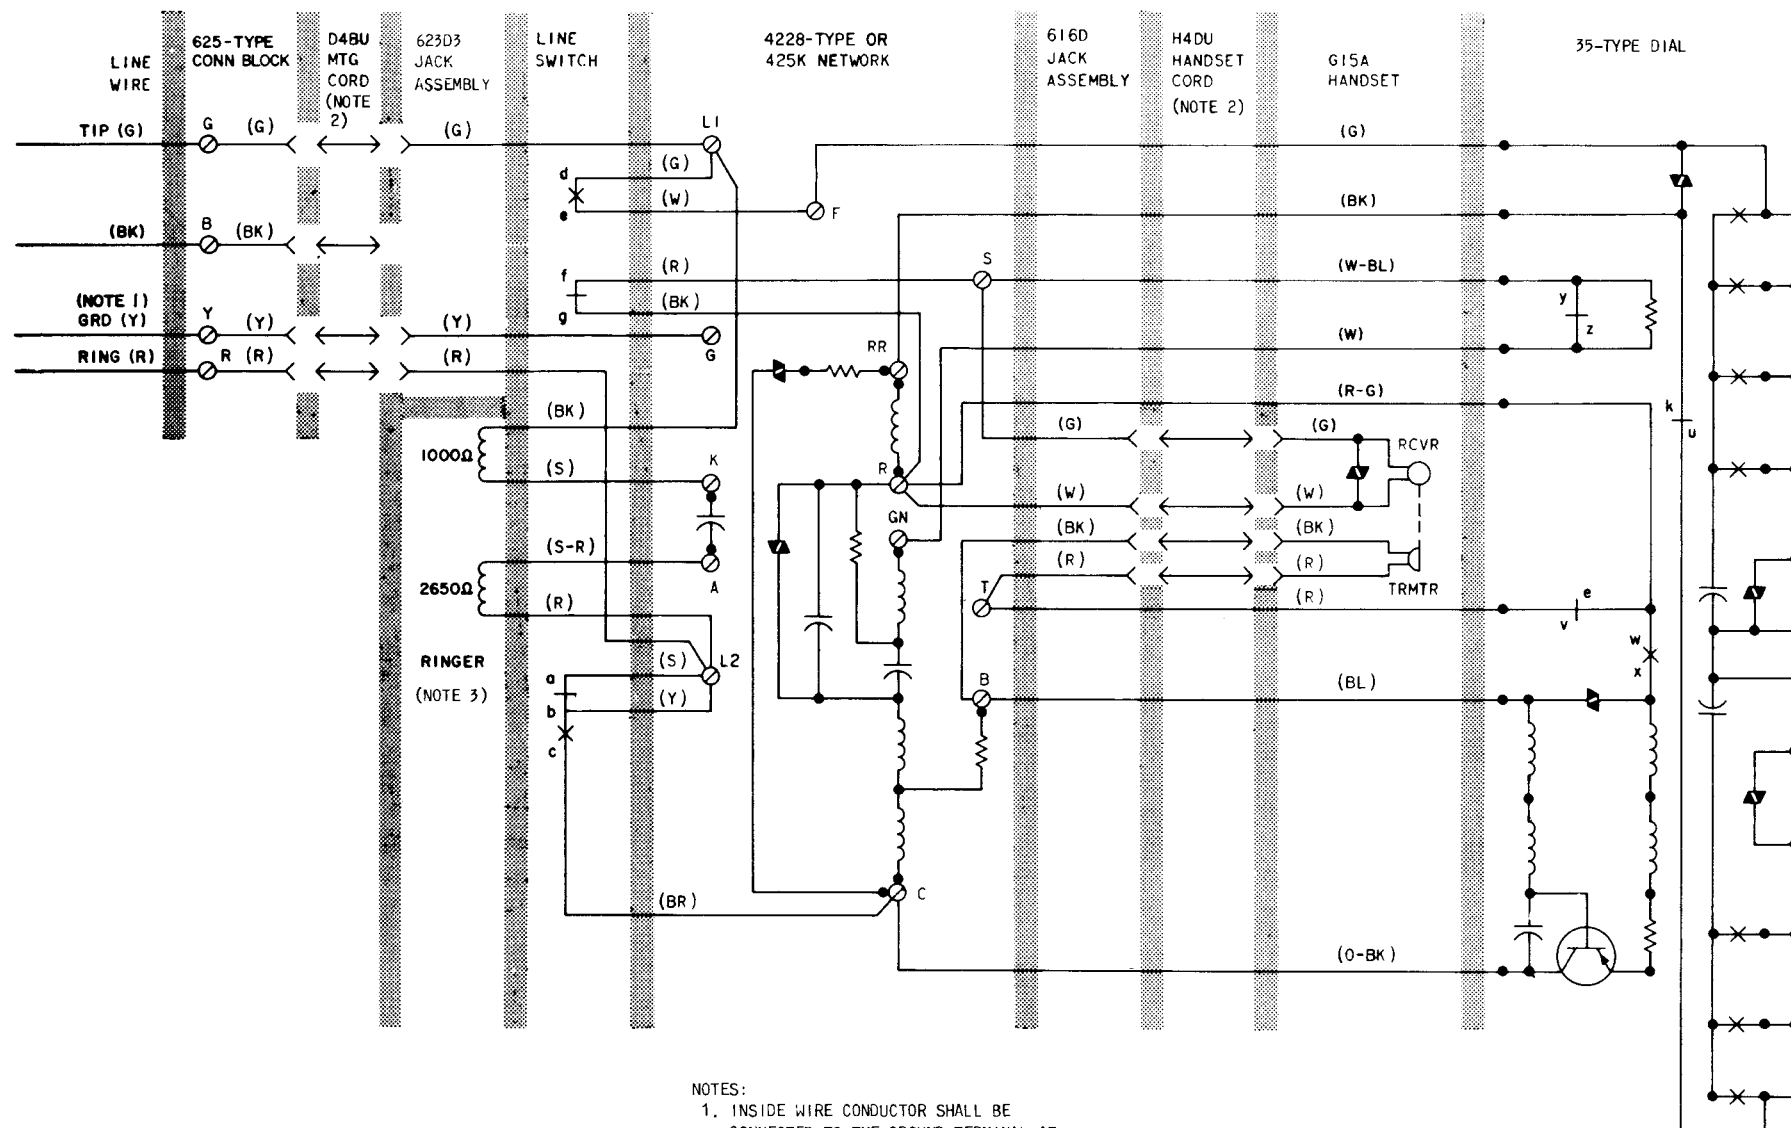 LINE
WIRE
625-TYPE
CONN BLOCK
D4BU
MTG
CORD
(NOTE
2)
623D3
JACK
ASSEMBLY
LINE
SWITCH
4228-TYPE OR
425K NETWORK
616D
JACK
ASSEMBLY
H4DU
HANDSET
CORD
(NOTE 2)
G15A
HANDSET
35-TYPE DIAL
TIP (G)
G
(G)
(G)
L1
(G)
d
(G)
e
(W)
F
(BK)
(BK)
B
(BK)
f
(R)
S
(W-BL)
g
(BK)
y
z
(NOTE 1)
GRD (Y)
Y
(Y)
(Y)
G
(W)
RING (R)
R
(R)
(R)
RR
(R-G)
k
u
(BK)
1000Ω
(S)
K
R
(G)
(G)
RCVR
(W)
(W)
GN
(BK)
(BK)
(S-R)
A
2650Ω
(R)
(R)
(R)
TRMTR
T
(R)
e
v
RINGER
(NOTE 3)
a
(S)
L2
w
x
b
(Y)
c
B
(BL)
(BR)
C
(O-BK)
NOTES:
1. INSIDE WIRE CONDUCTOR SHALL BE